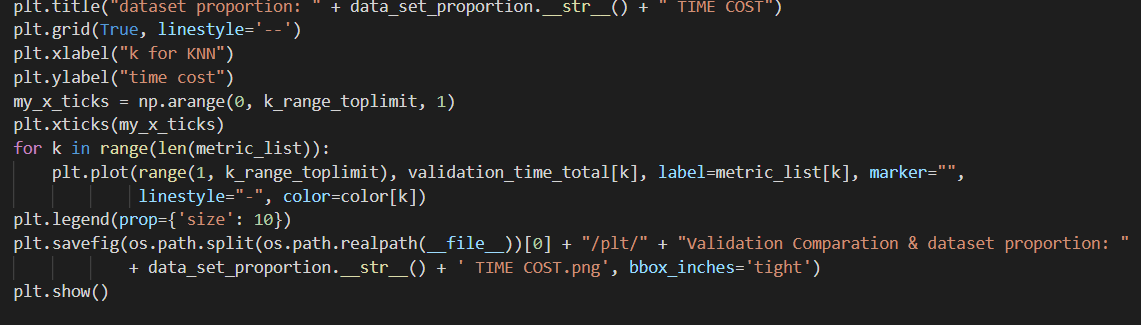 plt.title("dataset proportion: " + data_set_proportion.__str__() + " TIME COST")
plt.grid(True, linestyle='--')
plt.xlabel("k for KNN")
plt.ylabel("time cost")
my_x_ticks = np.arange(0, k_range_toplimit, 1)
plt.xticks(my_x_ticks)
for k in range(len(metric_list)):
    plt.plot(range(1, k_range_toplimit), validation_time_total[k], label=metric_list[k], marker="",
             linestyle="-", color=color[k])
plt.legend(prop={'size': 10})
plt.savefig(os.path.split(os.path.realpath(__file__))[0] + "/plt/" + "Validation Comparation & dataset proportion: "
            + data_set_proportion.__str__() + ' TIME COST.png', bbox_inches='tight')
plt.show()